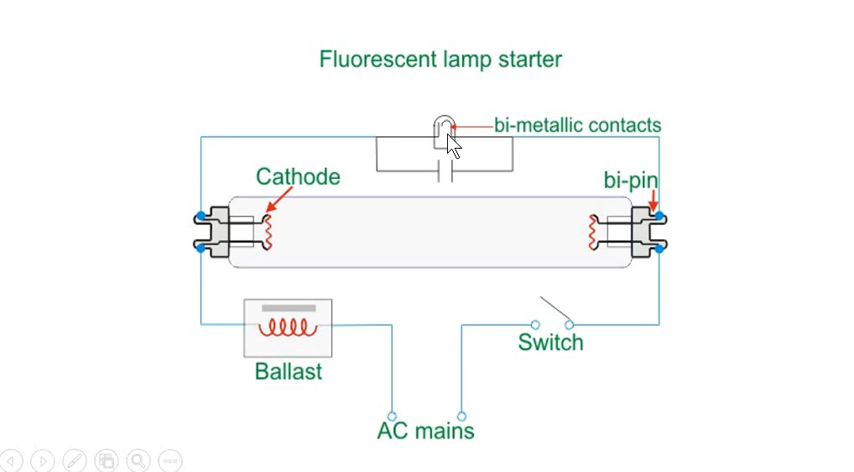 Fluorescent lamp starter
bi-metallic contacts
Cathode
bi-pin
Switch
Ballast
AC mains